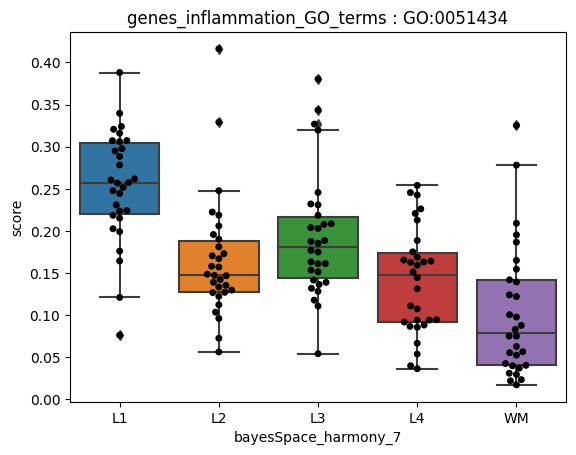 genes_inflammation_GO_terms : GO:0051434
score
0.40
0.35
0.30
0.25
0.20
0.15
0.10
0.05
0.00
L1 L2 L3 L4 WM
bayesSpace_harmony_7